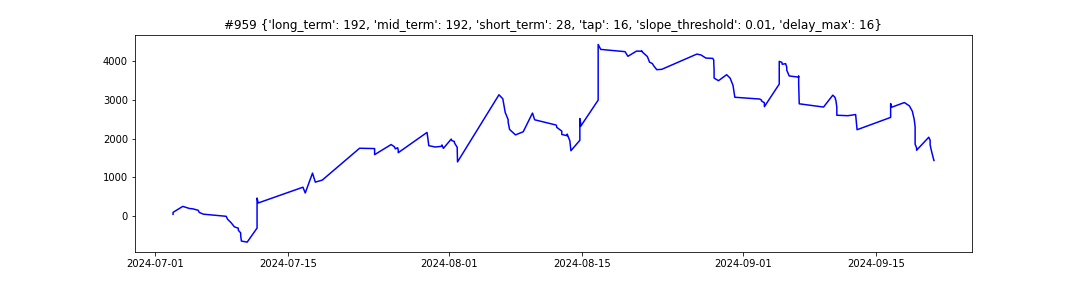 #959 {'long_term': 192, 'mid_term': 192, 'short_term': 28, 'tap': 16, 'slope_threshold': 0.01, 'delay_max': 16}
4000
3000
2000
1000
0
2024-07-01 2024-07-15 2024-08-01 2024-08-15 2024-09-01 2024-09-15